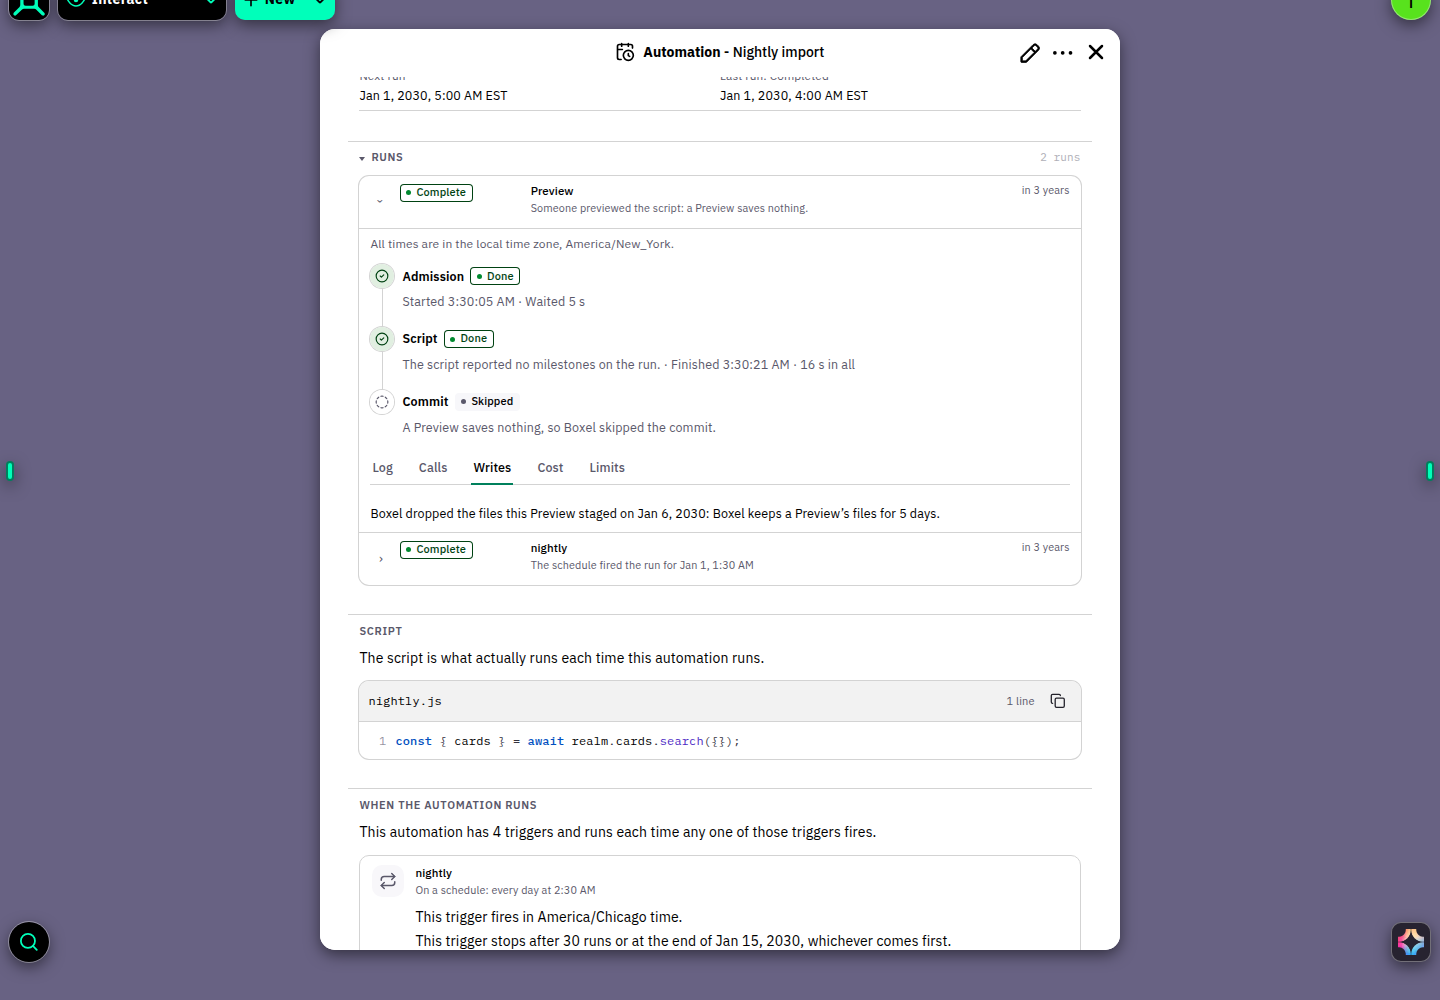 Interact
New
Automation - Nightly import
Next run
Last run: Completed
Jan 1, 2030, 5:00 AM EST
Jan 1, 2030, 4:00 AM EST
RUNS
2 runs
Complete
Preview
in 3 years
Someone previewed the script: a Preview saves nothing.
All times are in the local time zone, America/New_York.
Admission
Done
Started 3:30:05 AM · Waited 5 s
Script
Done
The script reported no milestones on the run. · Finished 3:30:21 AM · 16 s in all
Commit
Skipped
A Preview saves nothing, so Boxel skipped the commit.
Log Calls Writes Cost Limits
Boxel dropped the files this Preview staged on Jan 6, 2030: Boxel keeps a Preview’s files for 5 days.
Complete
nightly
in 3 years
The schedule fired the run for Jan 1, 1:30 AM
SCRIPT
The script is what actually runs each time this automation runs.
nightly.js
1 line
1 const { cards } = await realm.cards.search({});
WHEN THE AUTOMATION RUNS
This automation has 4 triggers and runs each time any one of those triggers fires.
nightly
On a schedule: every day at 2:30 AM
This trigger fires in America/Chicago time.
This trigger stops after 30 runs or at the end of Jan 15, 2030, whichever comes first.